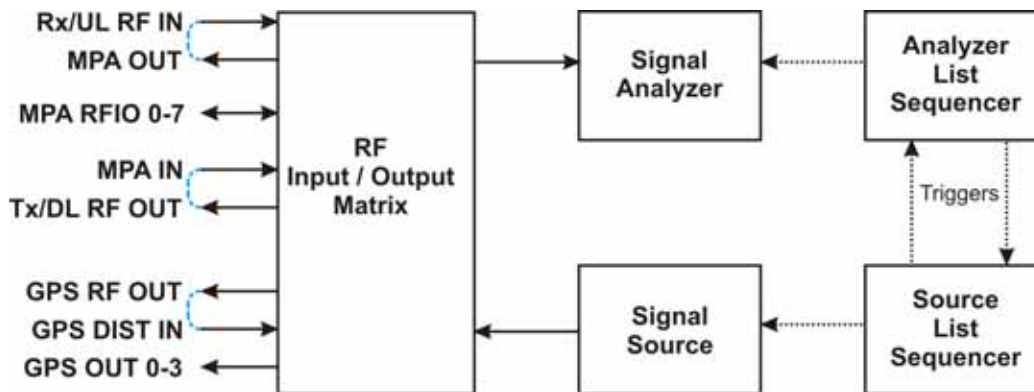 Rx/UL RF IN
MPA OUT
MPA RFIO 0-7
MPA IN
Tx/DL RF OUT
GPS RF OUT
GPS DIST IN
GPS OUT 0-3
RF
Input / Output
Matrix
Signal
Analyzer
Analyzer
List
Sequencer
Triggers
Signal
Source
Source
List
Sequencer